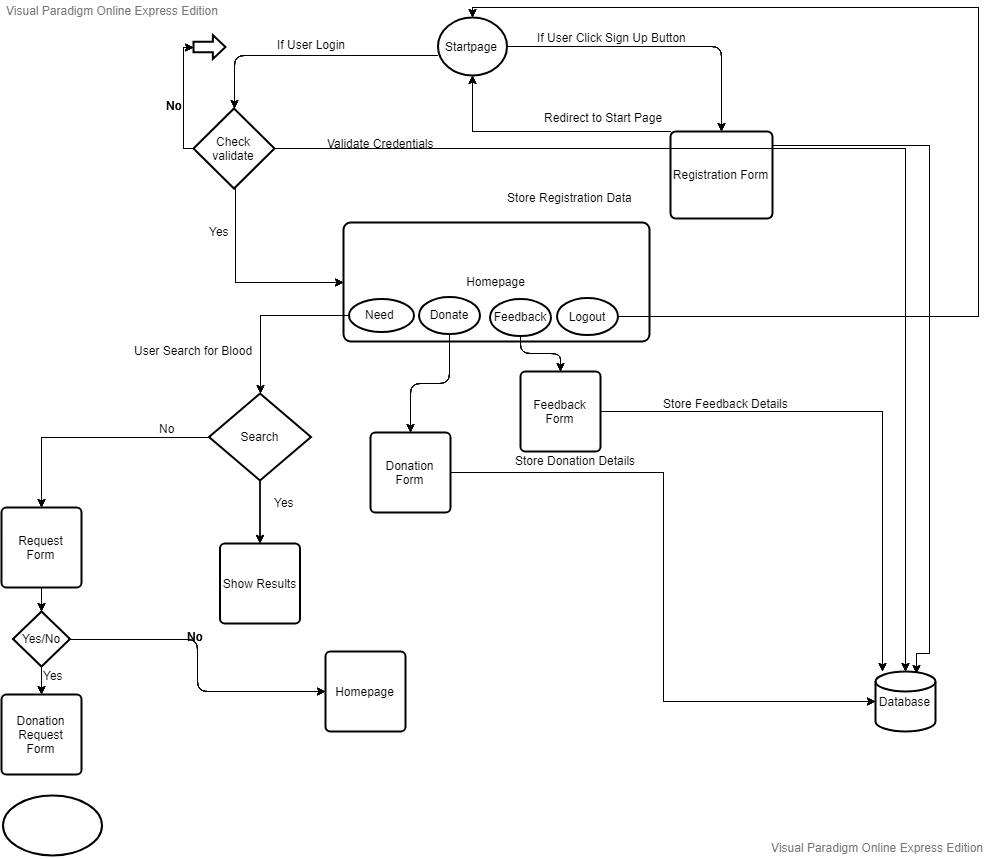 Visual Paradigm Online Express Edition
If User Login
Startpage
If User Click Sign Up Button
No
Redirect to Start Page
Check
validate
Validate Credentials
Registration Form
Store Registration Data
Yes
Homepage
Need
Donate
Feedback
Logout
User Search for Blood
Feedback
Form
Store Feedback Details
No
Search
Donation
Form
Store Donation Details
Yes
Request
Form
Show Results
Yes/No
No
Yes
Homepage
Database
Donation
Request
Form
Visual Paradigm Online Express Edition